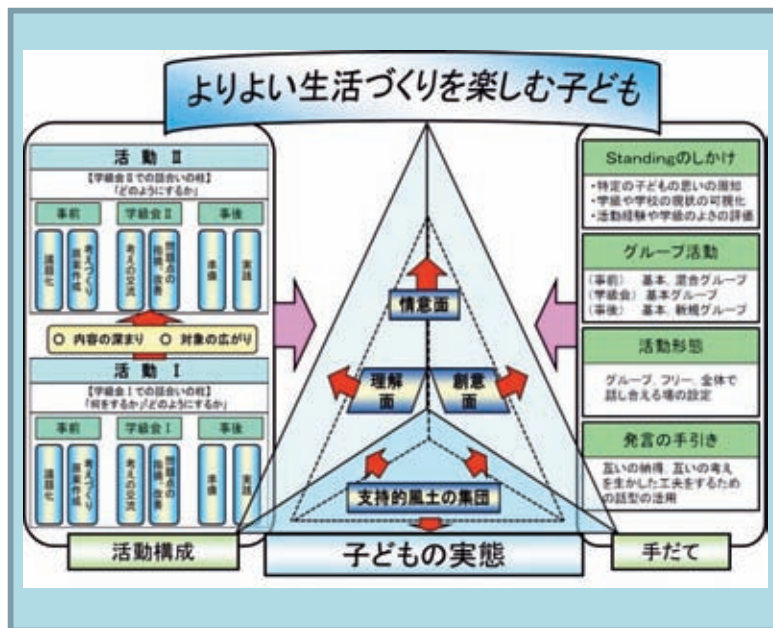 よりよい生活づくりを楽しむ子ども
活動Ⅱ
【学級会Ⅱでの話合いの柱】
「どのようにするか」
事前
学級会Ⅱ
事後
議題化
考えづくり
原案作成
考えの交流
問題点の
指摘、改善
準備
実践
○ 内容の深まり ○ 対象の広がり
活動Ⅰ
【学級会Ⅰでの話合いの柱】
「何をするか」「どのようにするか」
事前
学級会Ⅰ
事後
議題化
考えづくり
原案作成
考えの交流
問題点の
指摘、改善
準備
実践
活動構成
情意面
理解
面
創意
面
支持的風土の集団
子どもの実態
Standingのしかけ
・特定の子どもの思いの周知
・学級や学校の現状の可視化
・活動経験や学級のよさの評価
グループ活動
(事前) 基本、混合グループ
(学級会) 基本グループ
(事後) 基本、新規グループ
活動形態
グループ、フリー、全体で
話し合える場の設定
発言の手引き
互いの納得、互いの考え
を生かした工夫をするため
の話型の活用
手だて